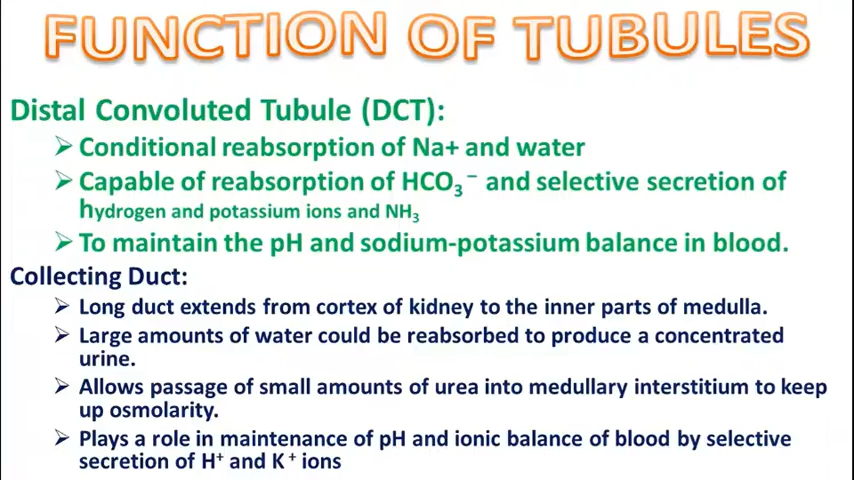 FUNCTION OF TUBULES
Distal Convoluted Tubule (DCT):
➢ Conditional reabsorption of Na+ and water
➢ Capable of reabsorption of HCO₃⁻ and selective secretion of
hydrogen and potassium ions and NH₃
➢ To maintain the pH and sodium-potassium balance in blood.
Collecting Duct:
➢ Long duct extends from cortex of kidney to the inner parts of medulla.
➢ Large amounts of water could be reabsorbed to produce a concentrated
urine.
➢ Allows passage of small amounts of urea into medullary interstitium to keep
up osmolarity.
➢ Plays a role in maintenance of pH and ionic balance of blood by selective
secretion of H⁺ and K⁺ ions